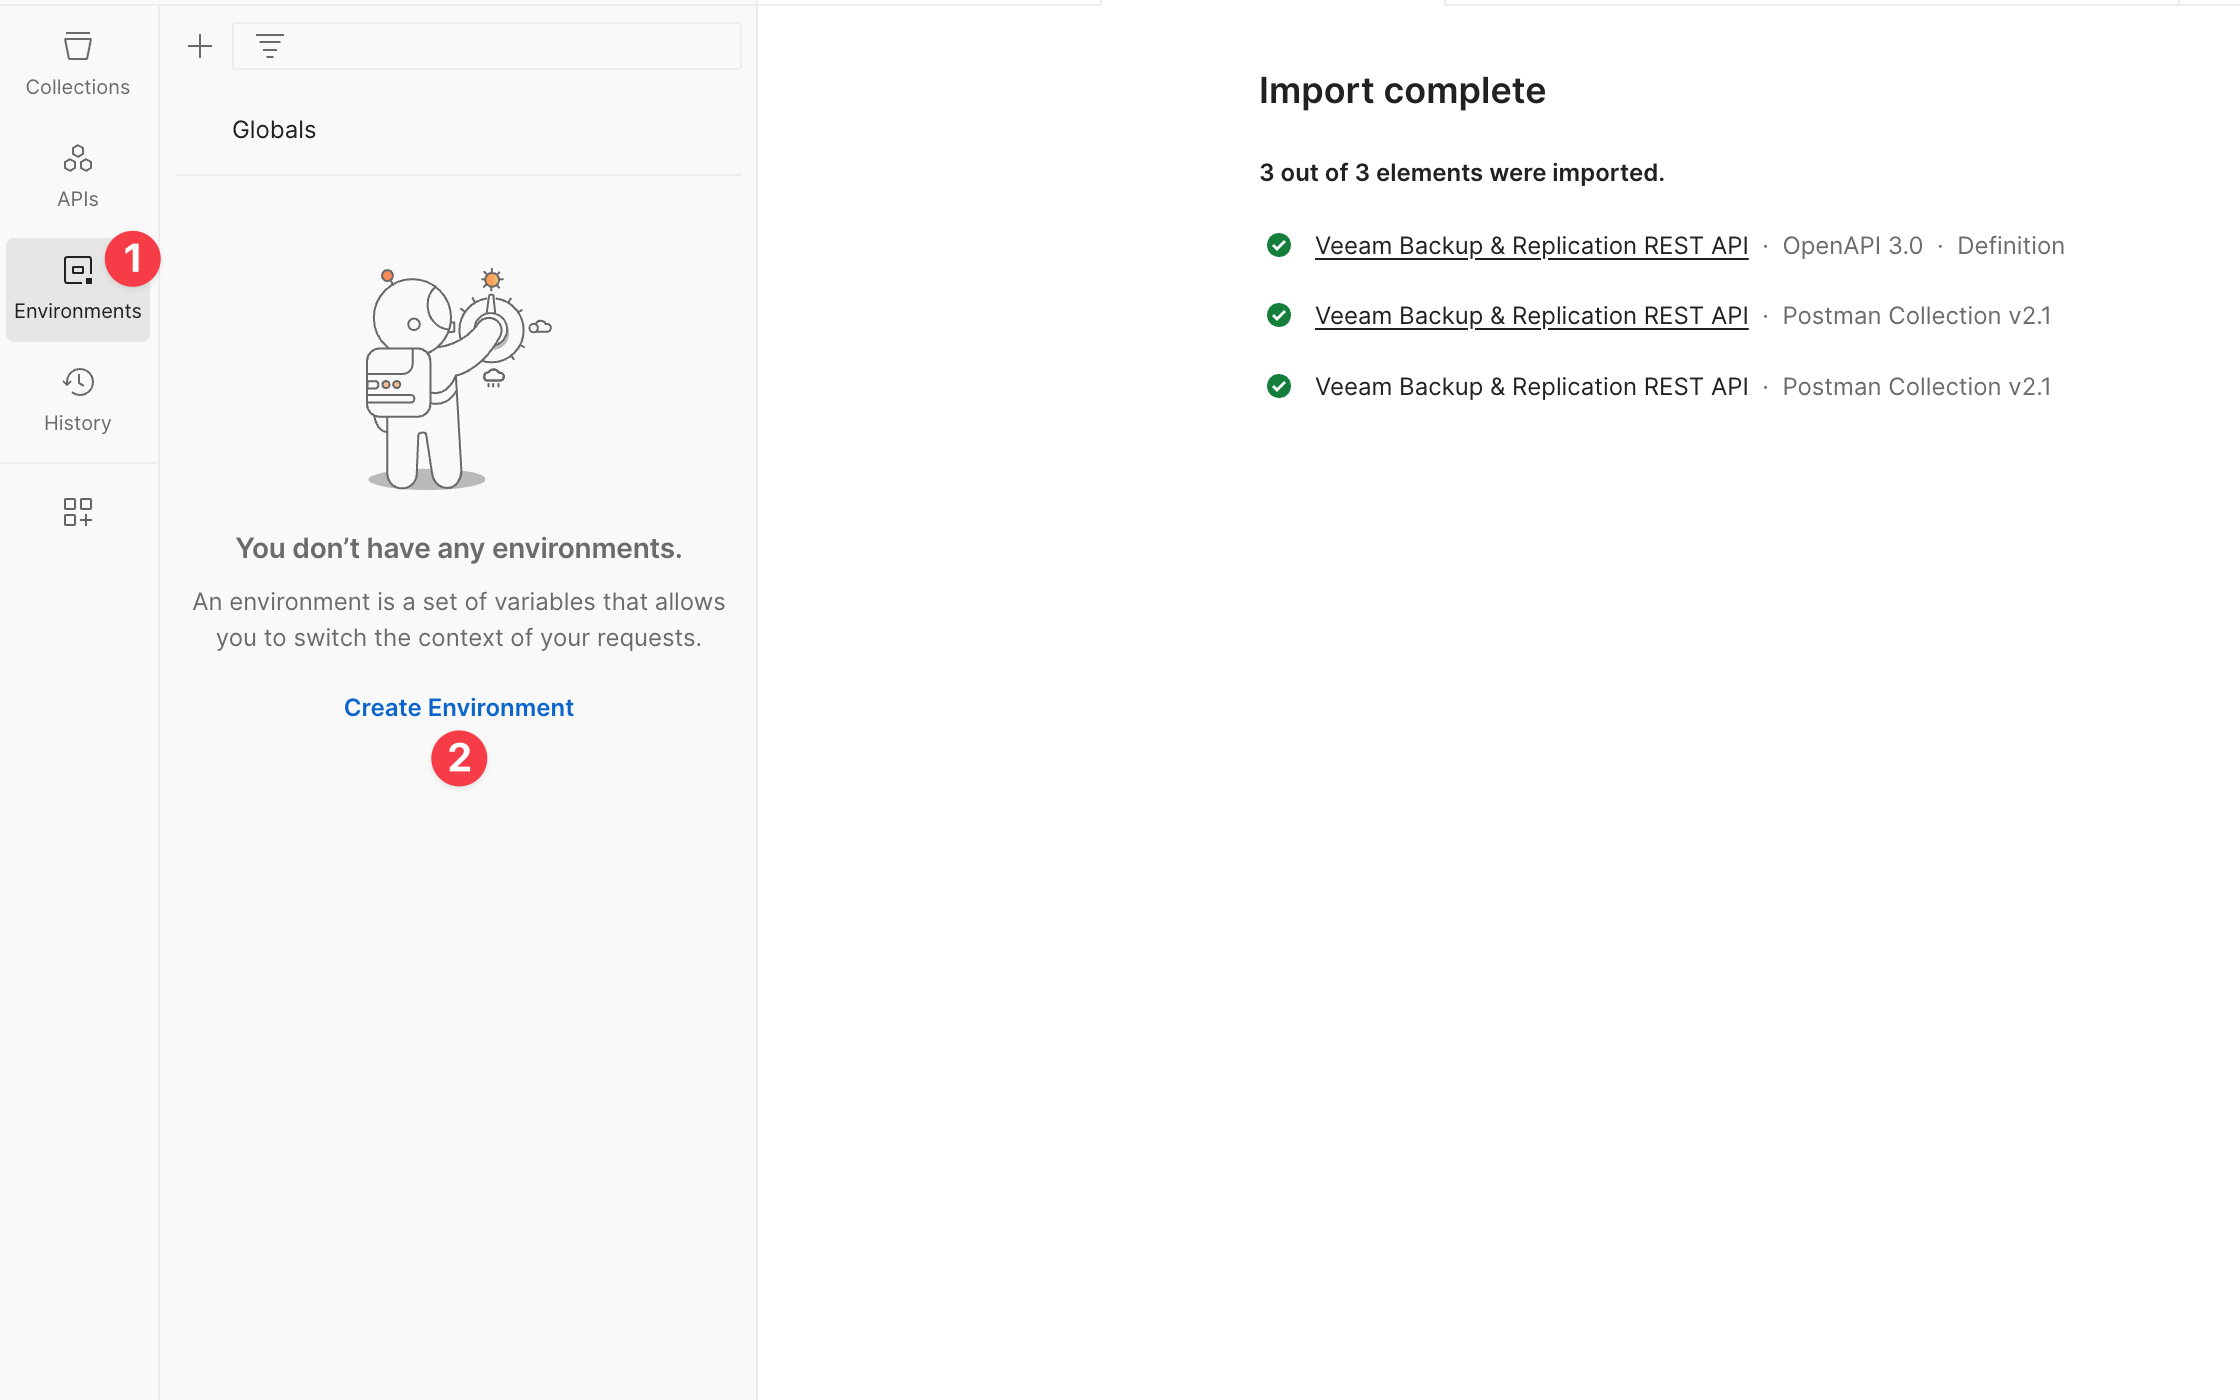 Collections
APIs
1
Environments
History
Globals
You don’t have any environments.
An environment is a set of variables that allows
you to switch the context of your requests.
Create Environment
2
Import complete
3 out of 3 elements were imported.
Veeam Backup & Replication REST API · OpenAPI 3.0 · Definition
Veeam Backup & Replication REST API · Postman Collection v2.1
Veeam Backup & Replication REST API · Postman Collection v2.1